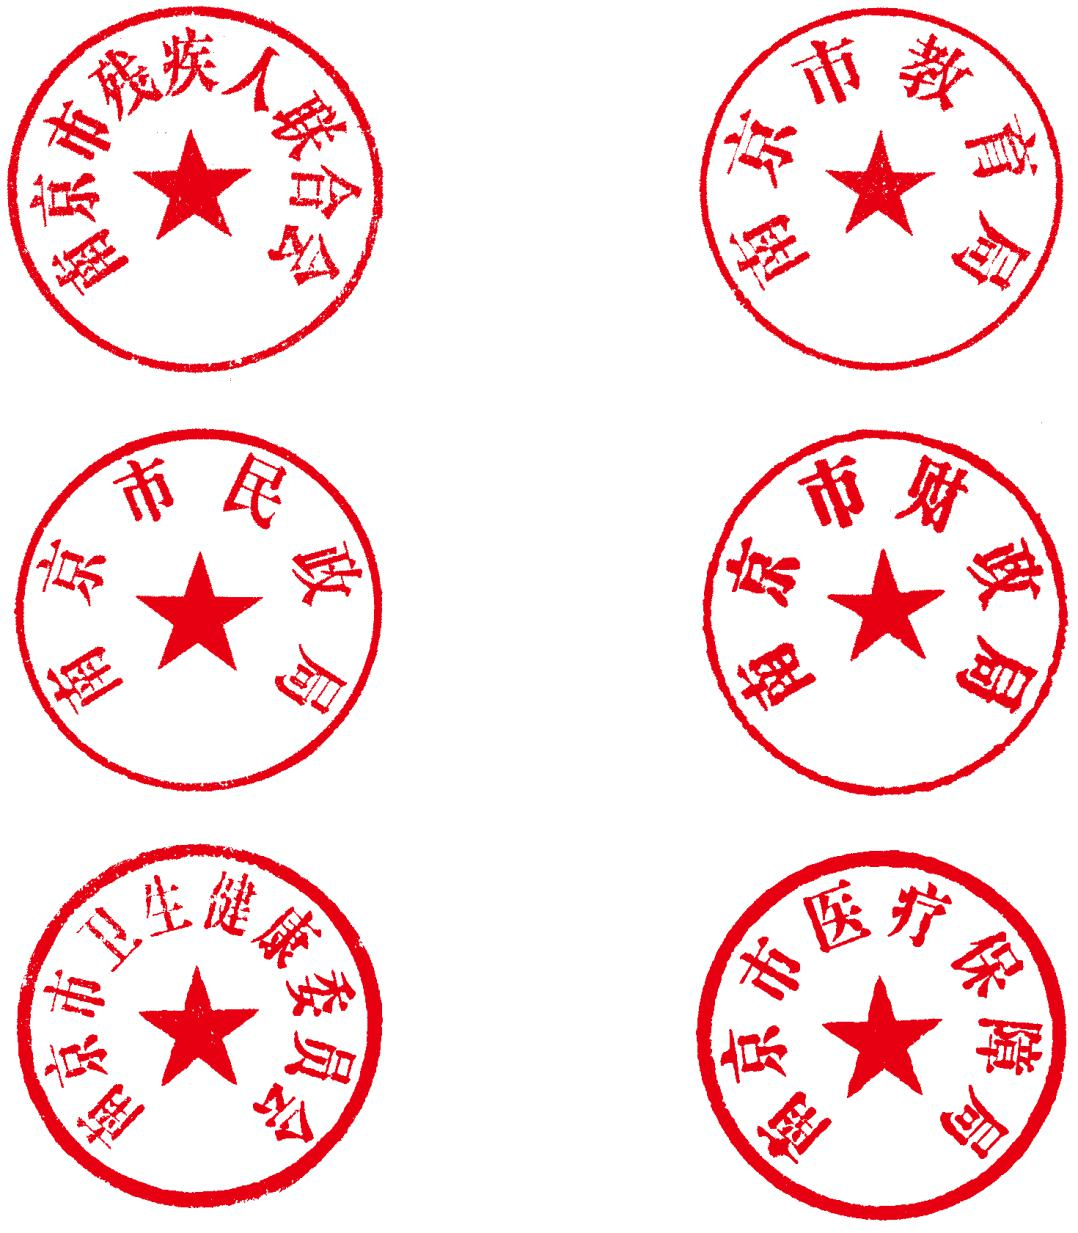 南京市残疾人联合会
南京市教育局
南京市民政局
南京市财政局
南京市卫生健康委员会
南京市医疗保障局